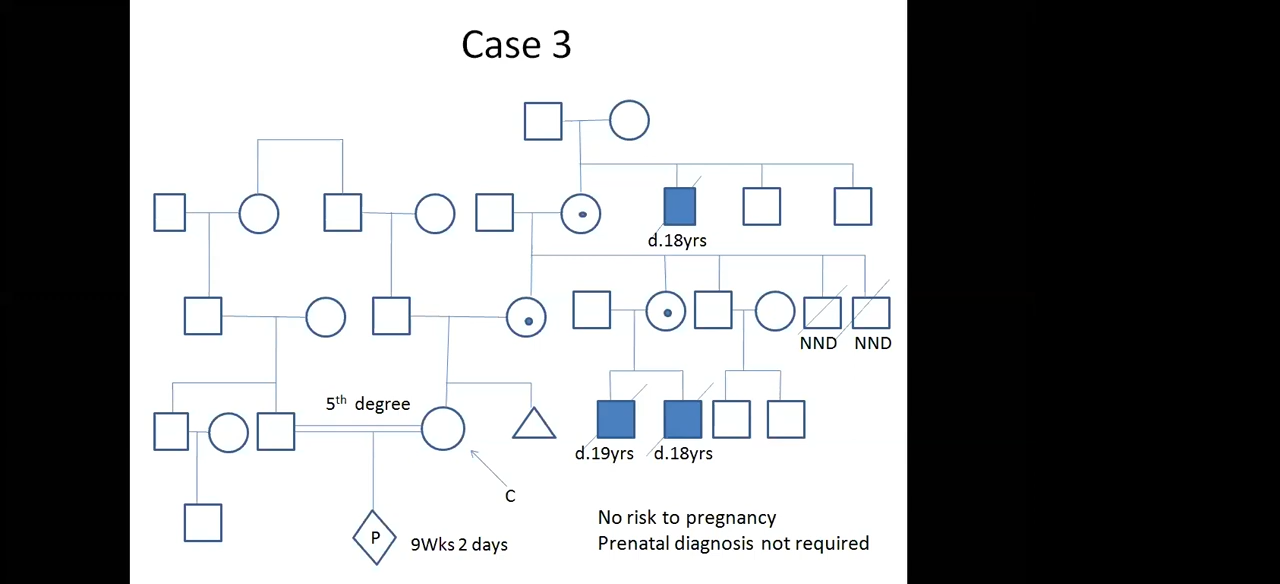 Case 3
d.18yrs
NND NND
5th degree
d.19yrs d.18yrs
C
No risk to pregnancy
P 9Wks 2 days
Prenatal diagnosis not required